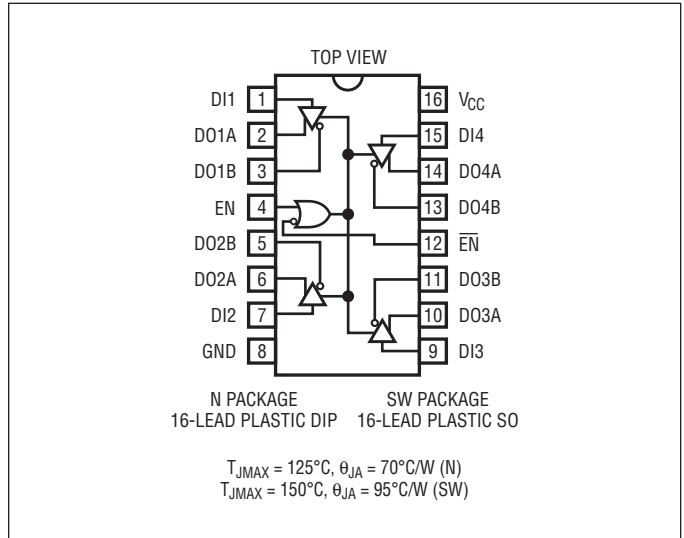 TOP VIEW
DI1 1
DO1A 2
DO1B 3
EN 4
DO2B 5
DO2A 6
DI2 7
GND 8
16 VCC
15 DI4
14 DO4A
13 DO4B
12 E̅N̅
11 DO3B
10 DO3A
9 DI3
N PACKAGE
16-LEAD PLASTIC DIP
SW PACKAGE
16-LEAD PLASTIC SO
TJMAX = 125°C, θJA = 70°C/W (N)
TJMAX = 150°C, θJA = 95°C/W (SW)